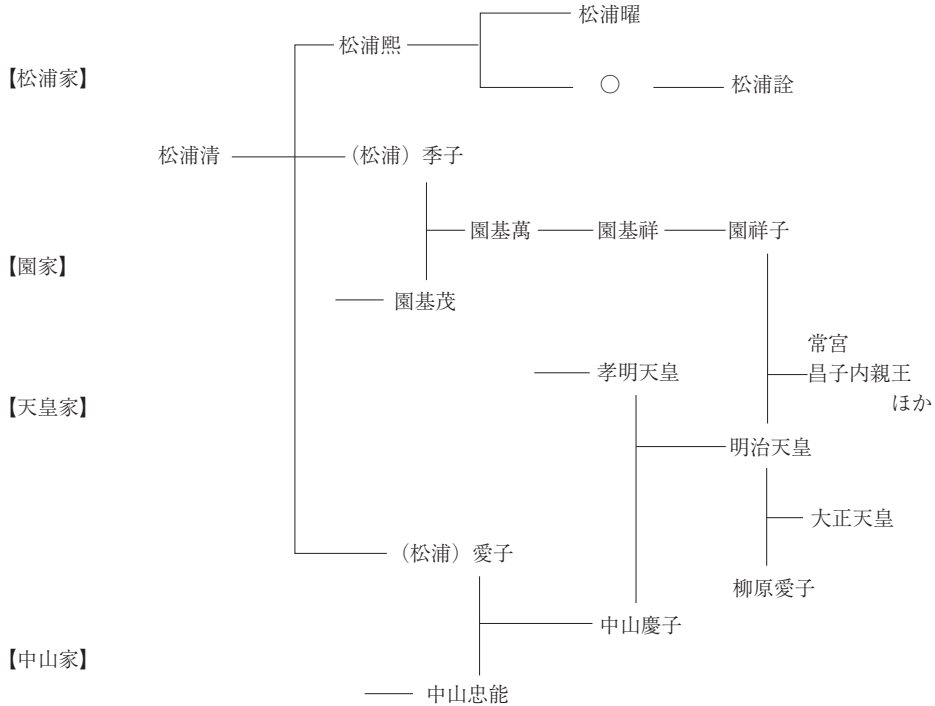 松浦曜
松浦熙
【松浦家】
○
松浦詮
松浦清
（松浦）季子
園基萬
園基祥
園祥子
【園家】
園基茂
常宮
昌子内親王
ほか
孝明天皇
【天皇家】
明治天皇
大正天皇
（松浦）愛子
柳原愛子
中山慶子
【中山家】
中山忠能